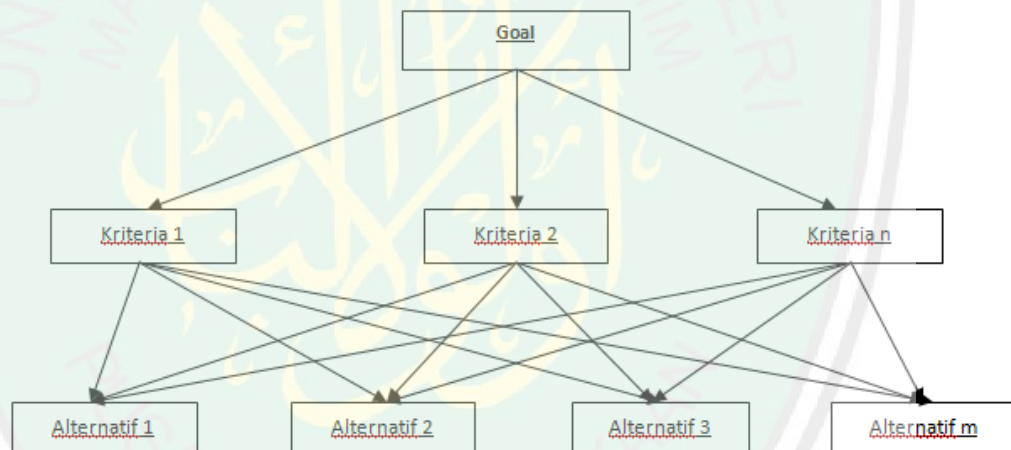 Goal
Kriteria 1
Kriteria 2
Kriteria n
Alternatif 1
Alternatif 2
Alternatif 3
Alternatif m